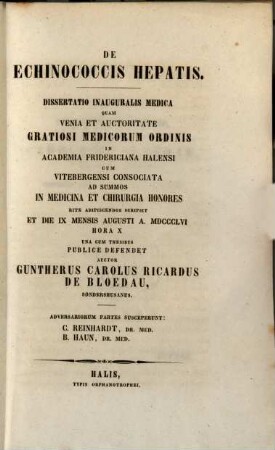 DE
ECHINOCOCCIS HEPATIS.
DISSERTATIO INAUGURALIS MEDICA
QUAM
VENIA ET AUCTORITATE
GRATIOSI MEDICORUM ORDINIS
IN
ACADEMIA FRIDERICIANA HALENSI
CUM
VITEBERGENSI CONSOCIATA
AD SUMMOS
IN MEDICINA ET CHIRURGIA HONORES
RITE ADIPISCENDOS SCRIPSIT
ET DIE IX MENSIS AUGUSTI A. MDCCCLVI
HORA X
UNA CUM THESIBUS
PUBLICE DEFENDET
AUCTOR
GUNTHERUS CAROLUS RICARDUS
DE BLOEDAU,
SONDERSHUSANUS.
ADVERSARIORUM PARTES SUSCEPERUNT:
C. REINHARDT, DR. MED.
B. HAUN, DR. MED.
HALIS,
TYPIS ORPHANOTROPHEI.